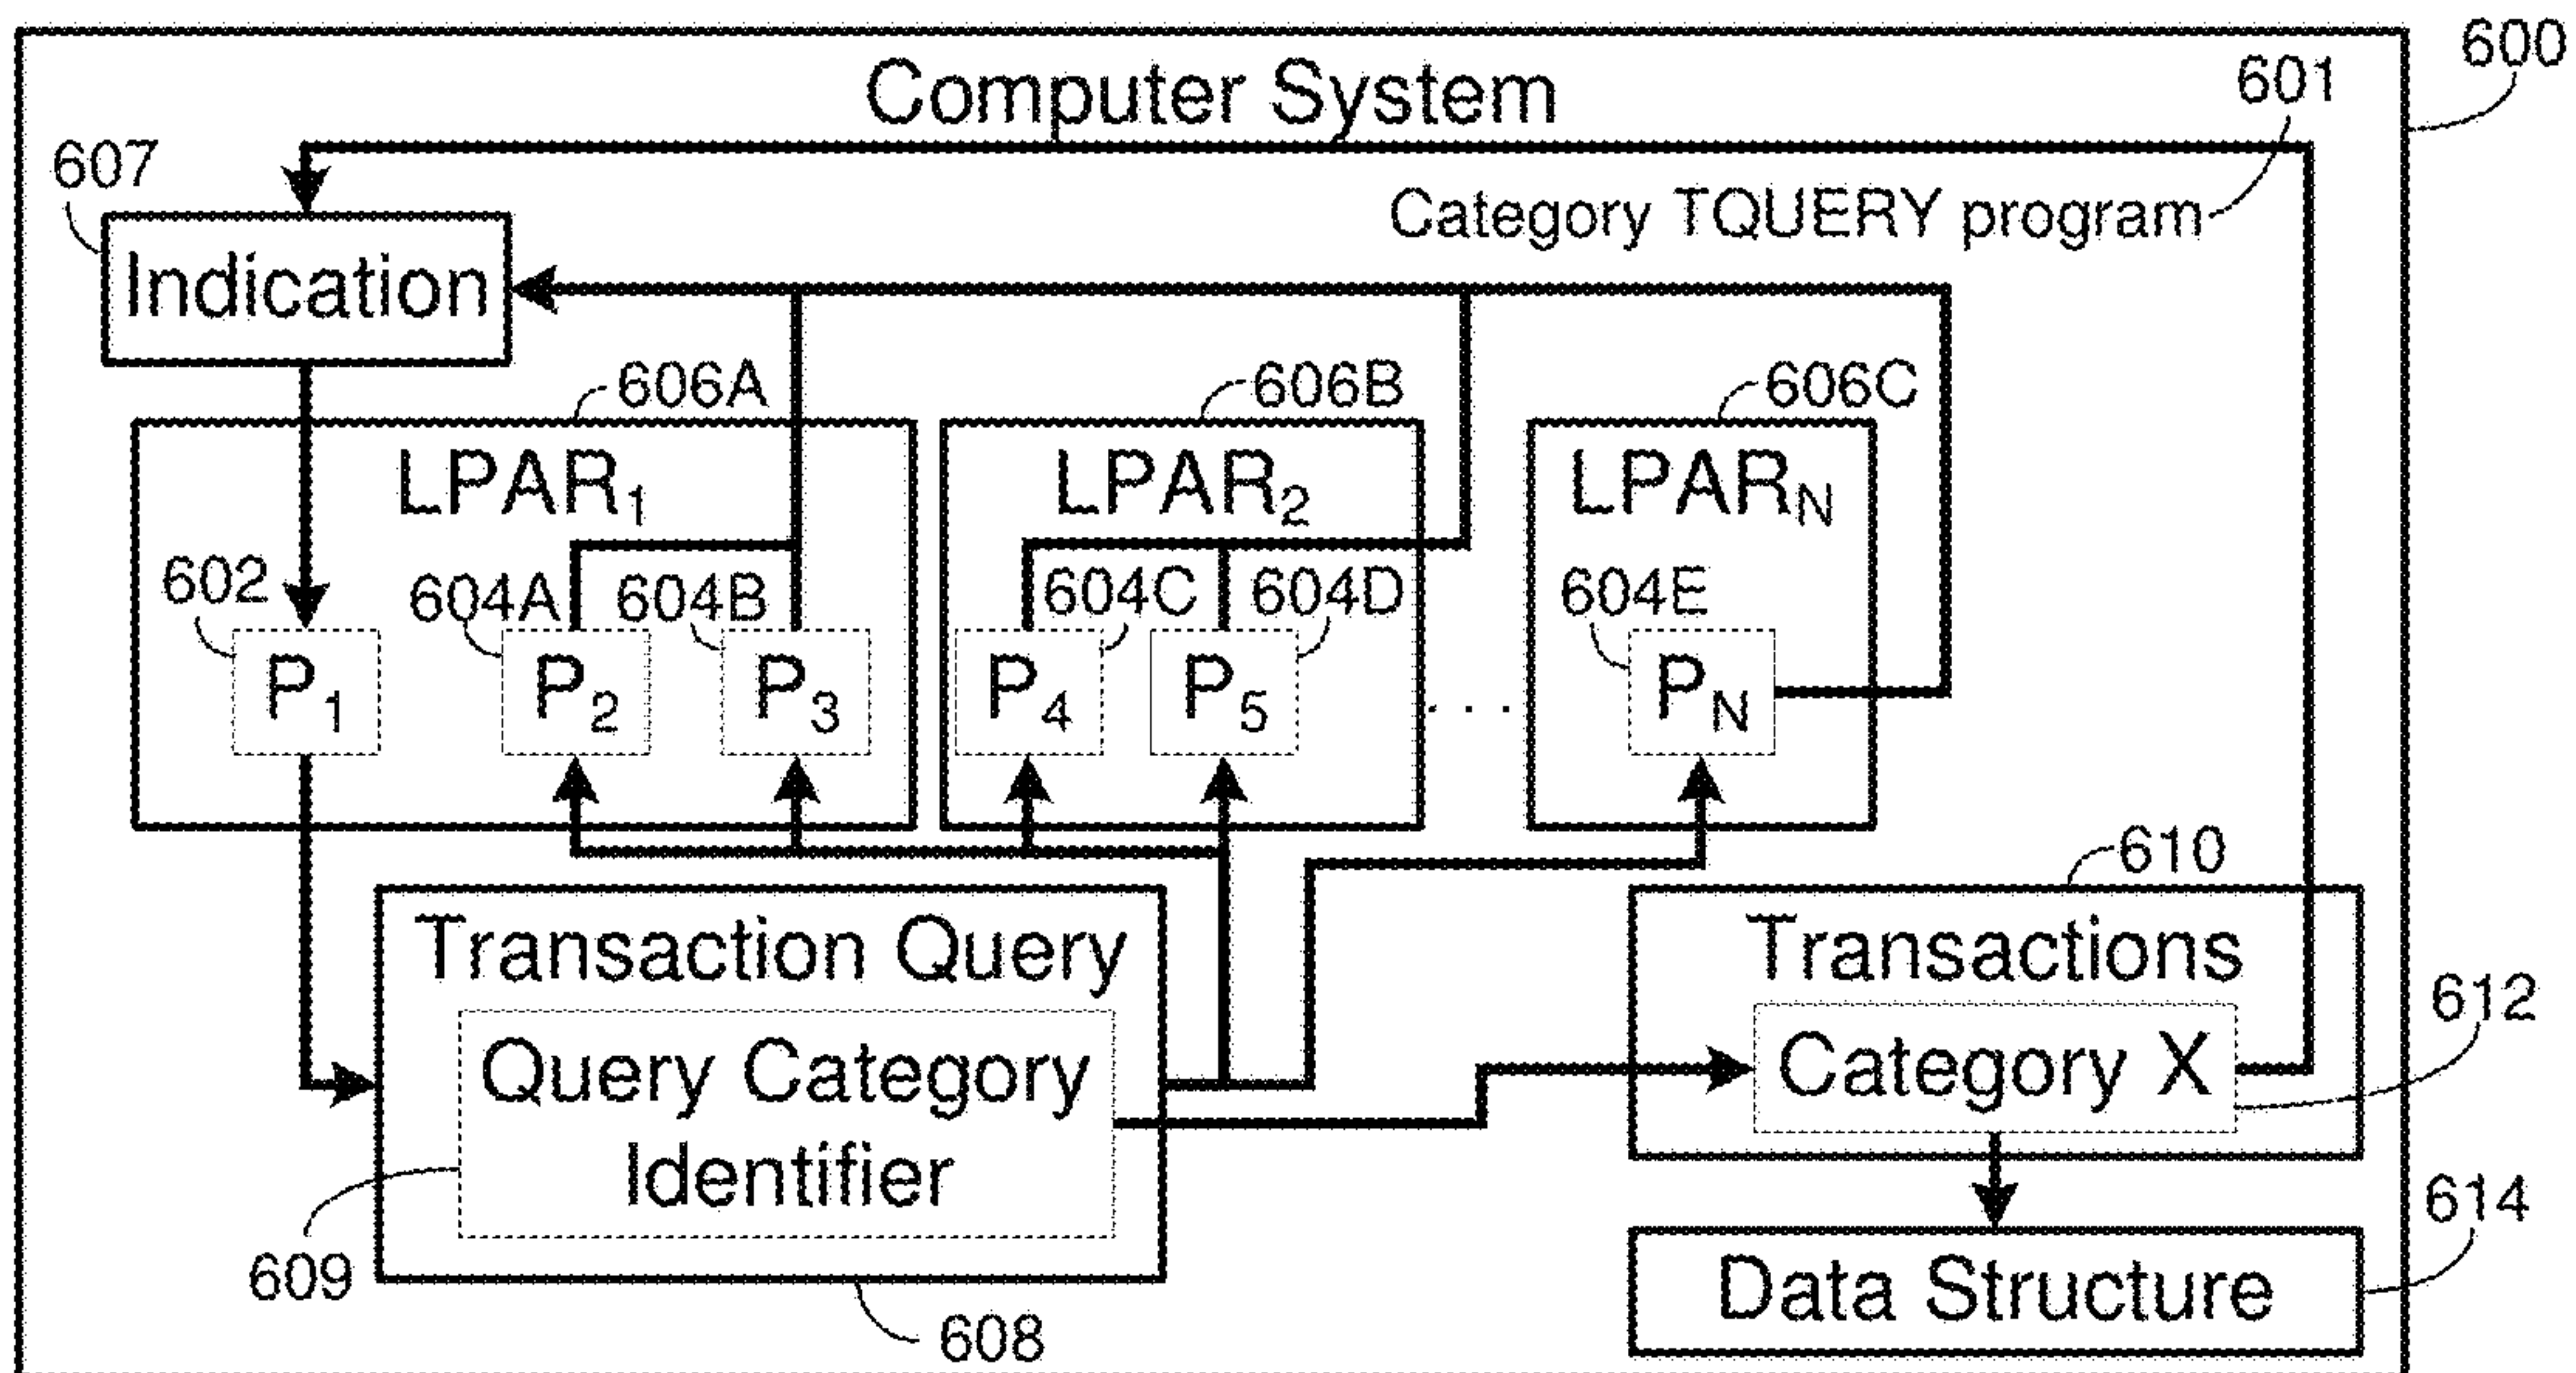 600
Computer System
601
607
Category TQUERY program
Indication
606A
606B
606C
LPAR1
LPAR2
LPARN
602
604A
604B
604C
604D
604E
P1
P2
P3
P4
P5
. . .
PN
610
Transaction Query
Transactions
612
Query Category
Identifier
Category X
609
614
Data Structure
608